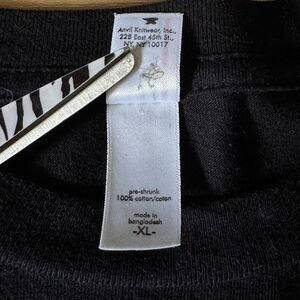 Anvil Knitwear, Inc.,
228 East 45th St.,
NY, NY 10017
pre-shrunk
100% cotton/coton
made in
bangladesh
-XL-